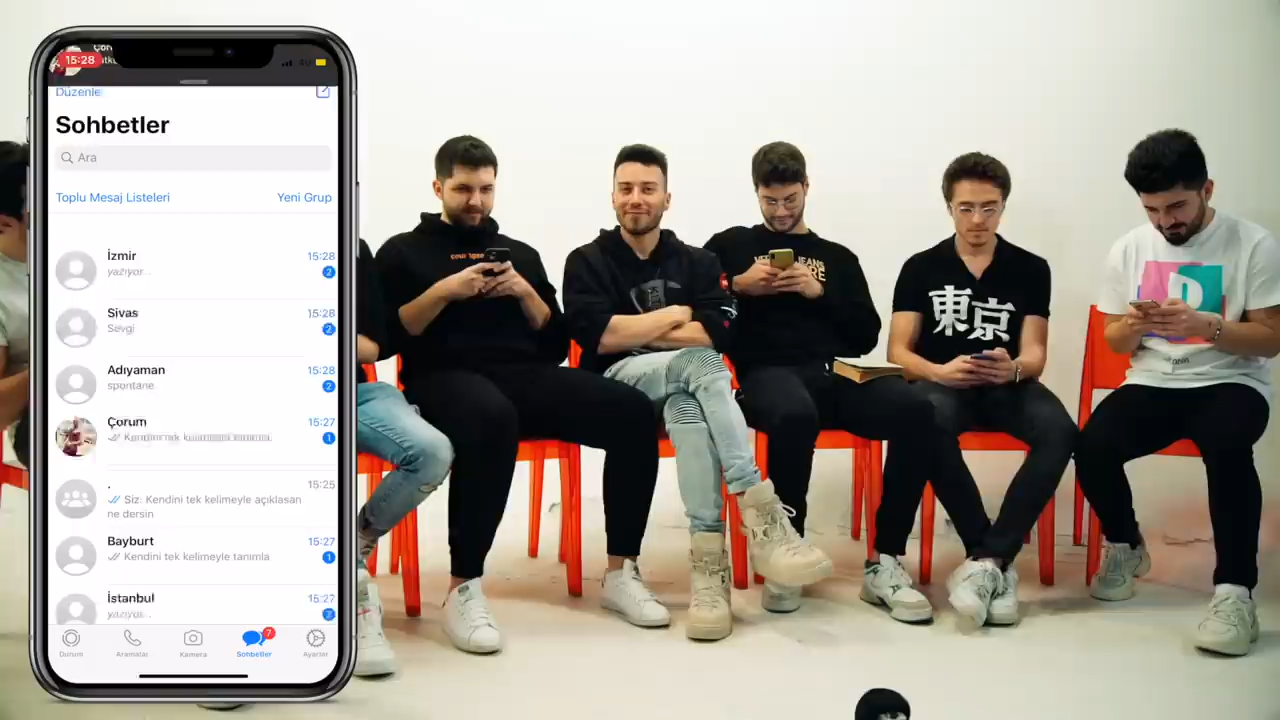 15:28
Düzenle
Sohbetler
Ara
Toplu Mesaj Listeleri
Yeni Grup
İzmir
15:28
yazıyor...
2
Sivas
15:28
Sevgi
2
Adıyaman
15:28
spontane
2
Çorum
15:27
1
.
15:25
Siz: Kendini tek kelimeyle açıklasan
ne dersin
Bayburt
15:27
Kendini tek kelimeyle tanımla
1
İstanbul
15:27
yazıyor...
7
Durum
Aramalar
Kamera
Sohbetler
Ayarlar
東京